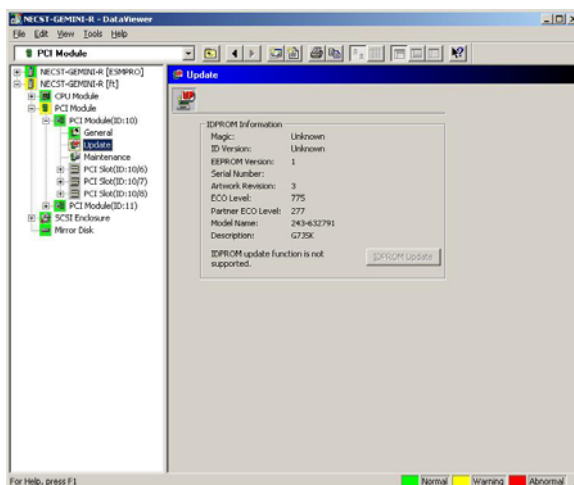 NECST-GEMINI-R - DataViewer
File Edit View Tools Help
PCI Module
NECST-GEMINI-R [ESMPRO]
NECST-GEMINI-R [ft]
CPU Module
PCI Module
PCI Module(ID:10)
General
Update
Maintenance
PCI Slot(ID:10/6)
PCI Slot(ID:10/7)
PCI Slot(ID:10/8)
PCI Module(ID:11)
SCSI Enclosure
Mirror Disk
Update
IDPROM Information
Magic: Unknown
ID Version: Unknown
EEPROM Version: 1
Serial Number:
Artwork Revision: 3
ECO Level: 775
Partner ECO Level: 277
Model Name: 243-632791
Description: G7JSK
IDPROM update function is not
supported.
IDPROM Update
For Help, press F1
Normal Warning Abnormal